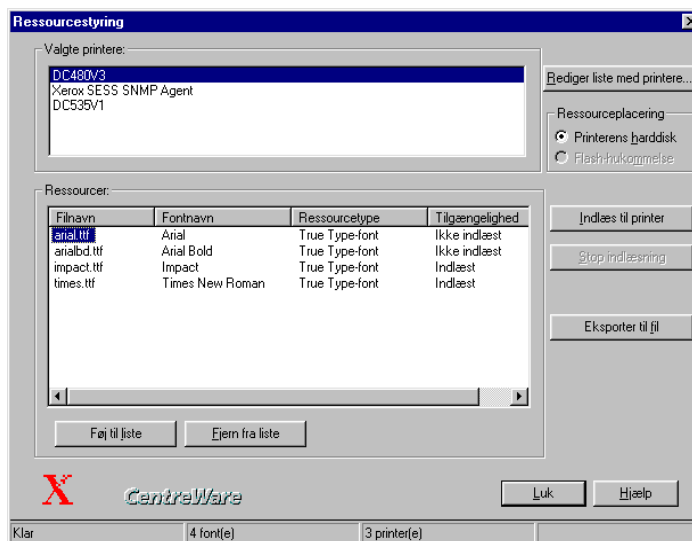 Ressourcestyring
Valgte printere:
DC480V3
Xerox SESS SNMP Agent
DC535V1
Rediger liste med printere...
Ressourceplacering
Printerens harddisk
Flash-hukommelse
Ressourcer:
Filnavn Fontnavn Ressourcetype Tilgængelighed
arial.ttf Arial True Type-font Ikke indlæst
arialbd.ttf Arial Bold True Type-font Ikke indlæst
impact.ttf Impact True Type-font Indlæst
times.ttf Times New Roman True Type-font Indlæst
Indlæs til printer
Stop indlæsning
Eksporter til fil
Føj til liste Fjern fra liste
X CentreWare Luk Hjælp
Klar 4 font(e) 3 printer(e)